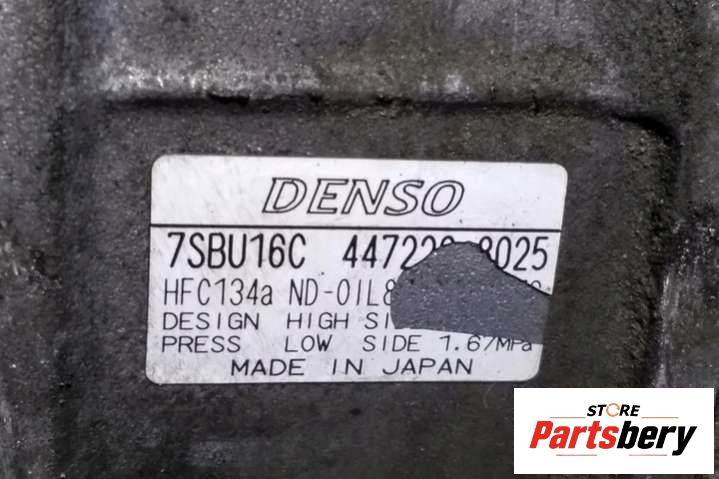 DENSO
7SBU16C
HFC134a
DESIGN HIGH
PRESS LOW SIDE 1.67MPa
MADE IN JAPAN
STORE
Partsbery